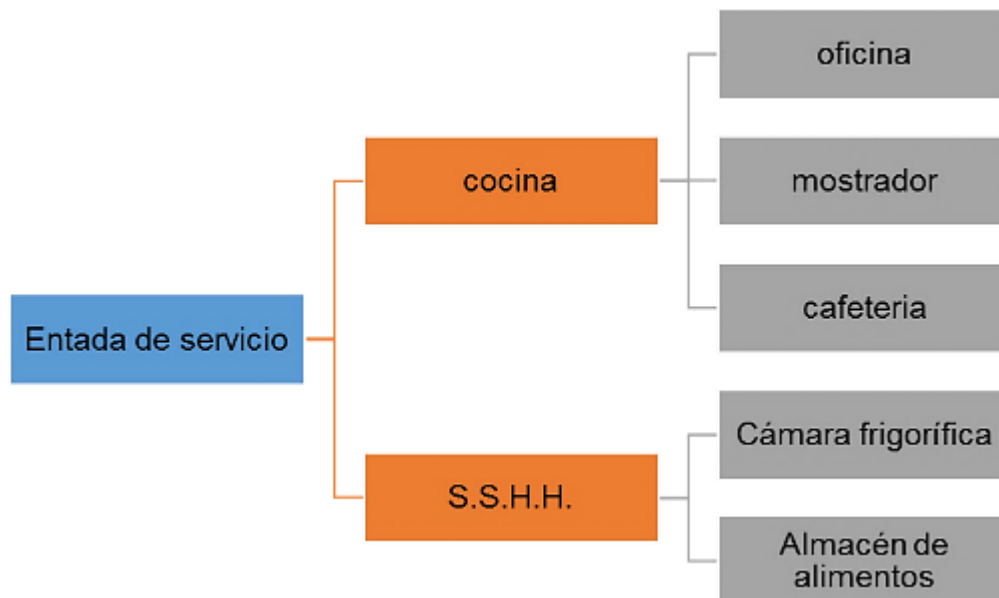 oficina
cocina
mostrador
cafeteria
Entada de servicio
Cámara frigorífica
S.S.H.H.
Almacén de
alimentos